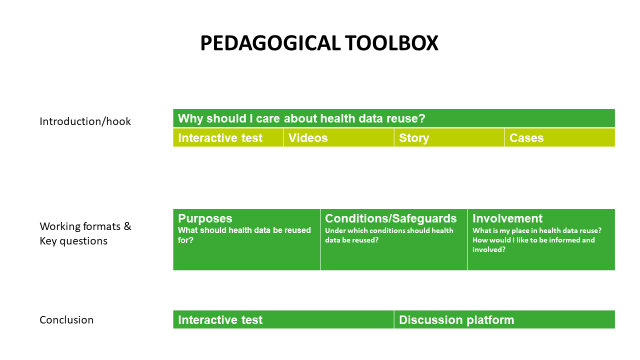 PEDAGOGICAL TOOLBOX
Introduction/hook
Why should I care about health data reuse?
Interactive test
Videos
Story
Cases
Working formats &
Key questions
Purposes
What should health data be reused
for?
Conditions/Safeguards
Under which conditions should health
data be reused?
Involvement
What is my place in health data reuse?
How would I like to be informed and
involved?
Conclusion
Interactive test
Discussion platform